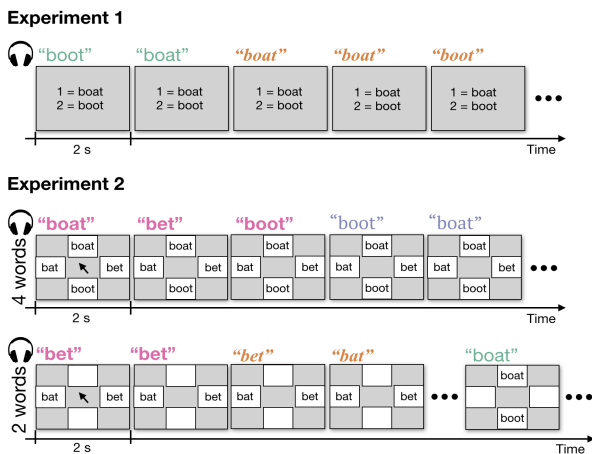 Experiment 1
“boot” “boat” “boat” “boat” “boot”
1 = boat 1 = boat 1 = boat 1 = boat 1 = boat
2 = boot 2 = boot 2 = boot 2 = boot 2 = boot
2 s Time
Experiment 2
4 words
“boat” “bet” “boot” “boot” “boat”
boat boat boat boat boat
bat bet bat bet bat bet bat bet bat bet
boot boot boot boot boot
2 s Time
2 words
“bet” “bet” “bet” “bat” “boat”
boat
bat bet bat bet bat bet bat bet
boot
2 s Time